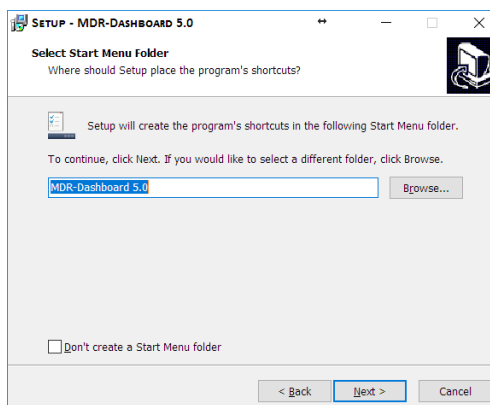 SETUP - MDR-DASHBOARD 5.0
Select Start Menu Folder
Where should Setup place the program's shortcuts?
Setup will create the program's shortcuts in the following Start Menu folder.
To continue, click Next. If you would like to select a different folder, click Browse.
MDR-Dashboard 5.0 Browse...
Don't create a Start Menu folder
< Back Next > Cancel